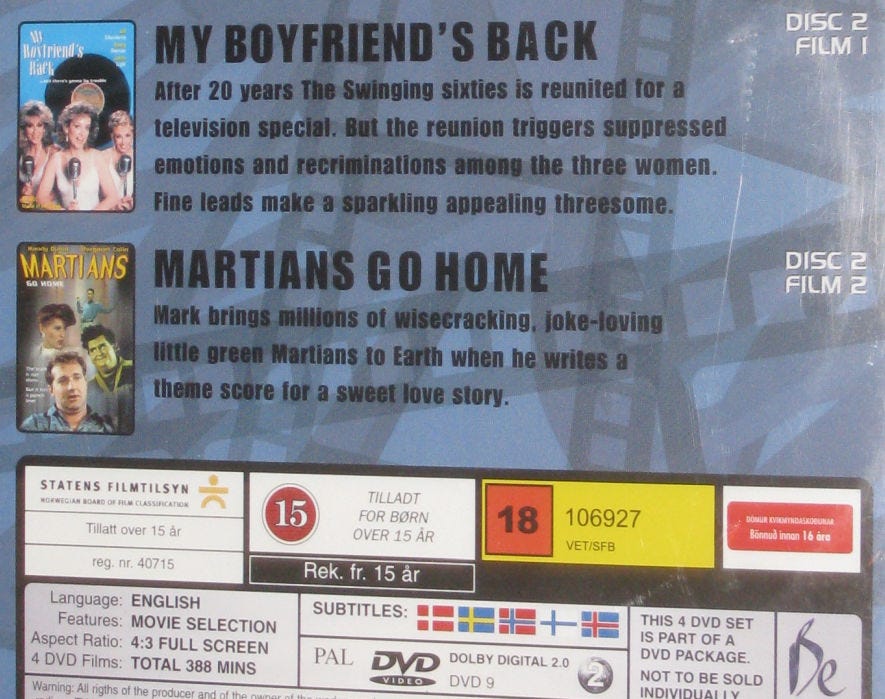 My
Boyfriend's
Back
MY BOYFRIEND'S BACK
DISC 2
FILM 1
After 20 years The Swinging sixties is reunited for a
television special. But the reunion triggers suppressed
emotions and recriminations among the three women.
Fine leads make a sparkling appealing threesome.
MARTIANS
GO HOME
MARTIANS GO HOME
DISC 2
FILM 2
Mark brings millions of wisecracking, joke-loving
little green Martians to Earth when he writes a
theme score for a sweet love story.
STATENS FILMTILSYN
NORWEGIAN BOARD OF FILM CLASSIFICATION
Tillatt over 15 år
reg. nr. 40715
15
TILLADT
FOR BØRN
OVER 15 ÅR
Rek. fr. 15 år
18
106927
VET/SFB
DÓMUR KVIKMYNDASKOÐUNAR
Bönnuð innan 16 ára
Language: ENGLISH
Features: MOVIE SELECTION
Aspect Ratio: 4:3 FULL SCREEN
4 DVD Films: TOTAL 388 MINS
SUBTITLES:
PAL
DVD
VIDEO
DOLBY DIGITAL 2.0
DVD 9
2
THIS 4 DVD SET
IS PART OF A
DVD PACKAGE.
NOT TO BE SOLD
INDIVIDUALLY
Be
Warning: All rigths of the producer and of the owner of the